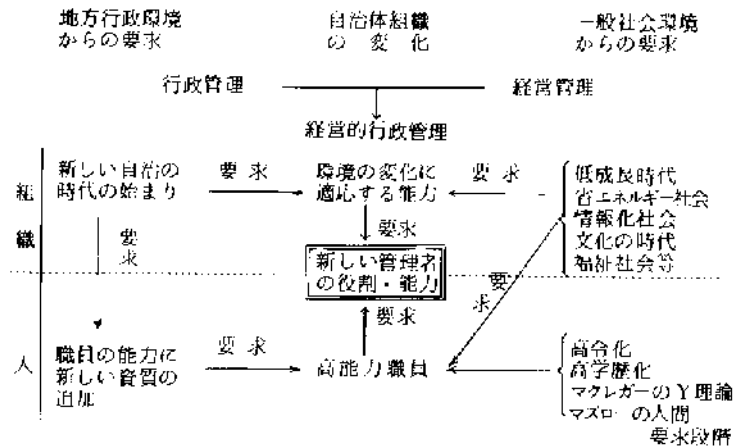 地方行政環境
からの要求
自治体組織
の変化
一般社会環境
からの要求
行政管理
経営管理
経営的行政管理
組織
新しい自治の
時代の始まり
要求
環境の変化に
適応する能力
要求
低成長時代
省エネルギー社会
情報化社会
文化の時代
福祉社会等
要求
要求
新しい管理者
の役割・能力
要求
要求
人
職員の能力に
新しい資質の
追加
要求
高能力職員
高令化
高学歴化
マクレガーのY理論
マズローの人間
要求段階